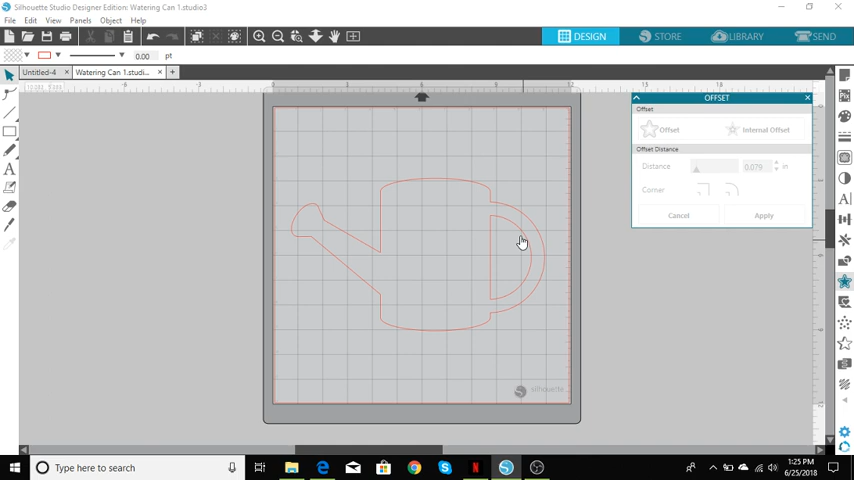 Silhouette Studio Designer Edition: Watering Can 1.studio3
File Edit View Panels Object Help
0.00 pt
DESIGN STORE LIBRARY SEND
Untitled-4 × Watering Can 1.studi... × +
OFFSET
Offset
Offset Internal Offset
Offset Distance
Distance 0.079 in
Corner
Cancel Apply
silhouette
Type here to search
1:25 PM
6/25/2018